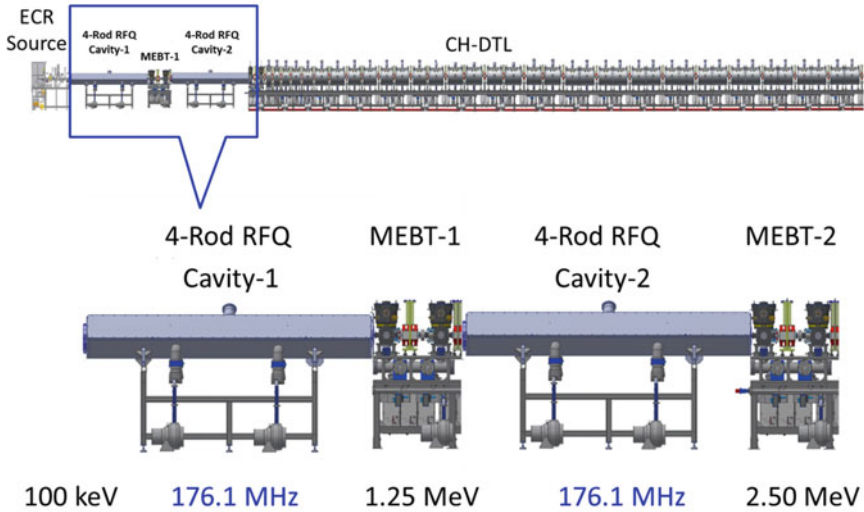 ECR
Source
4-Rod RFQ
Cavity-1
MEBT-1
4-Rod RFQ
Cavity-2
CH-DTL
4-Rod RFQ
Cavity-1
MEBT-1
4-Rod RFQ
Cavity-2
MEBT-2
100 keV 176.1 MHz 1.25 MeV 176.1 MHz 2.50 MeV